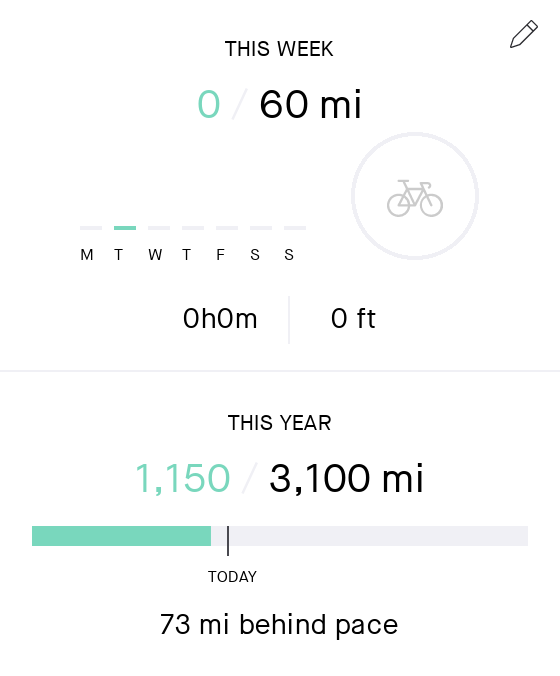 THIS WEEK
0 / 60 mi
M T W T F S S
0h0m 0 ft
THIS YEAR
1,150 / 3,100 mi
TODAY
73 mi behind pace